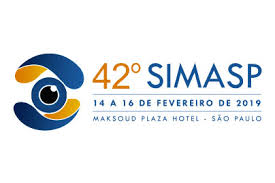 42º SIMASP
14 A 16 DE FEVEREIRO DE 2019
MAKSOUD PLAZA HOTEL - SÃO PAULO